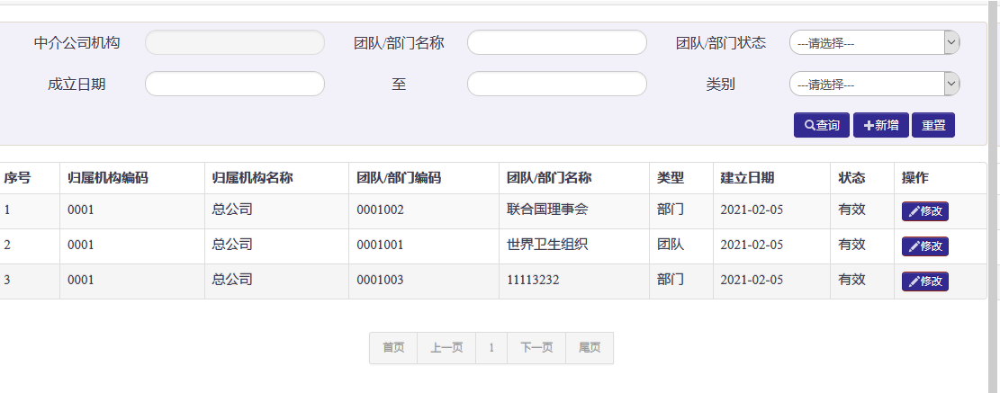 中介公司机构 团队/部门名称 团队/部门状态 ---请选择---
成立日期 至 类别 ---请选择---
查询 新增 重置
序号 归属机构编码 归属机构名称 团队/部门编码 团队/部门名称 类型 建立日期 状态 操作
1 0001 总公司 0001002 联合国理事会 部门 2021-02-05 有效 修改
2 0001 总公司 0001001 世界卫生组织 团队 2021-02-05 有效 修改
3 0001 总公司 0001003 11113232 部门 2021-02-05 有效 修改
首页 上一页 1 下一页 尾页